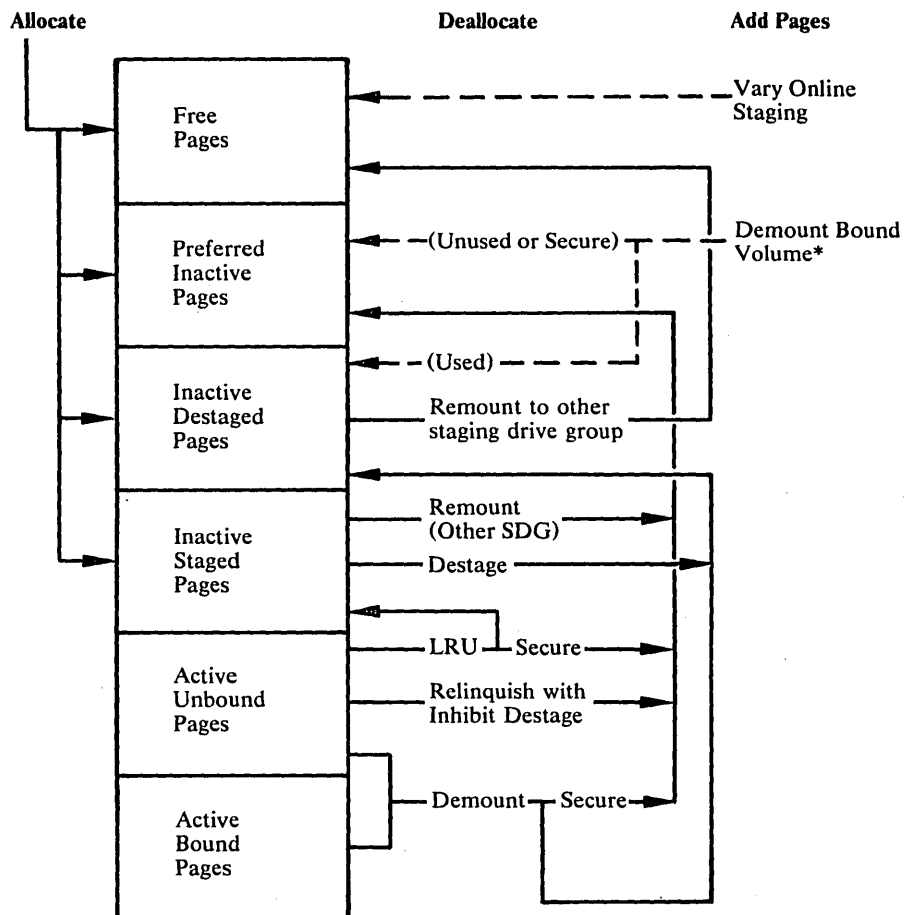 Allocate
Deallocate
Add Pages
Free
Pages
Vary Online
Staging
Preferred
Inactive
Pages
(Unused or Secure)
Demount Bound
Volume*
Inactive
Destaged
Pages
(Used)
Remount to other
staging drive group
Inactive
Staged
Pages
Remount
(Other SDG)
Destage
Active
Unbound
Pages
LRU
Secure
Relinquish with
Inhibit Destage
Active
Bound
Pages
Demount
Secure